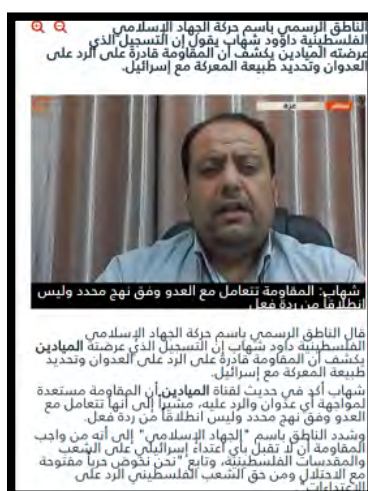 الناطق الرسمي باسم حركة الجهاد الإسلامي
الفلسطينية داوود شهاب يقول إن التسجيل الذي
عرضته الميادين يكشف أن المقاومة قادرة على الرد على
العدوان وتحديد طبيعة المعركة مع إسرائيل.
مباشر
غزة
شهاب: المقاومة تتعامل مع العدو وفق نهج محدد وليس
انطلاقاً من ردة فعل
قال الناطق الرسمي باسم حركة الجهاد الإسلامي
الفلسطينية داود شهاب إن التسجيل الذي عرضته الميادين
يكشف أن المقاومة قادرة على الرد على العدوان وتحديد
طبيعة المعركة مع إسرائيل.
شهاب أكد في حديث لقناة الميادين أن المقاومة مستعدة
لمواجهة أي عدوان والرد عليه، مشيراً إلى أنها تتعامل مع
العدو وفق نهج محدد وليس انطلاقاً من ردة فعل.
وشدد الناطق باسم "الجهاد الإسلامي" إلى أنه من واجب
المقاومة أن لا تقبل بأي اعتداء إسرائيلي على الشعب
والمقدسات الفلسطينية، وتابع "نحن نخوض حرباً مفتوحة
مع الاحتلال ومن حق الشعب الفلسطيني الرد على
الاعتداءات"